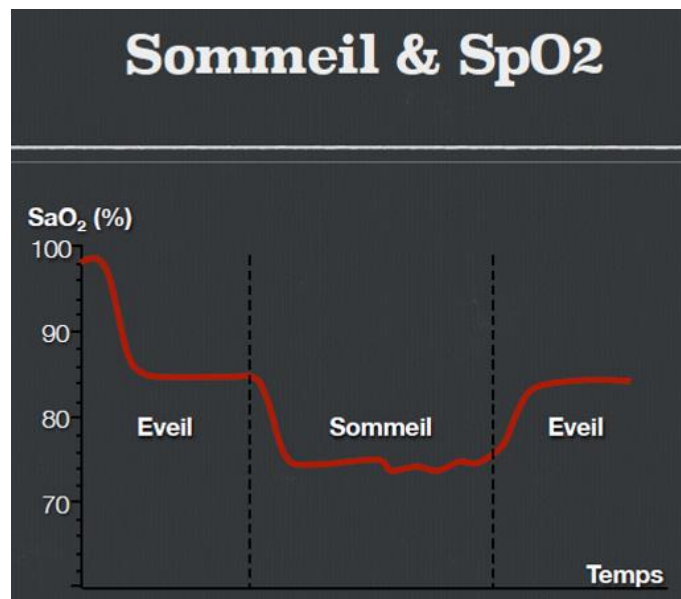 Sommeil & SpO2
SaO₂ (%)
100
90
80
70
Eveil
Sommeil
Eveil
Temps